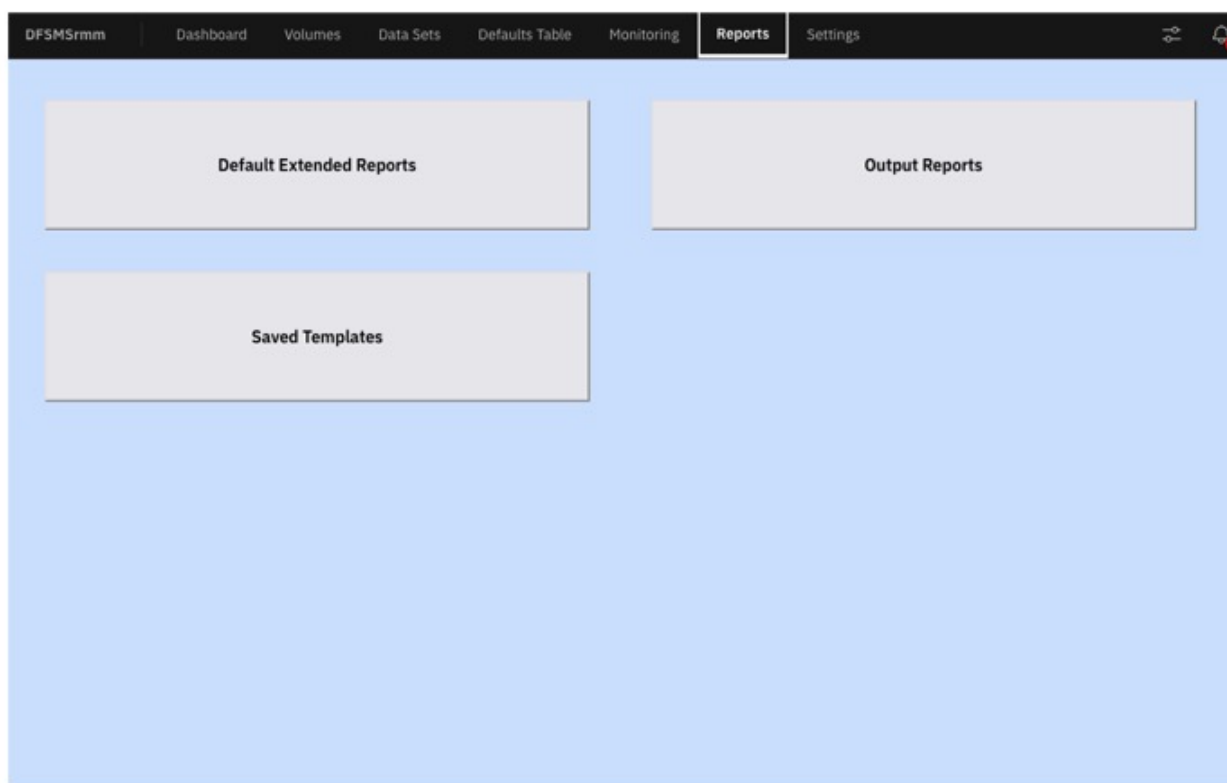 DFSMSrmm Dashboard Volumes Data Sets Defaults Table Monitoring Reports Settings
Default Extended Reports Output Reports
Saved Templates